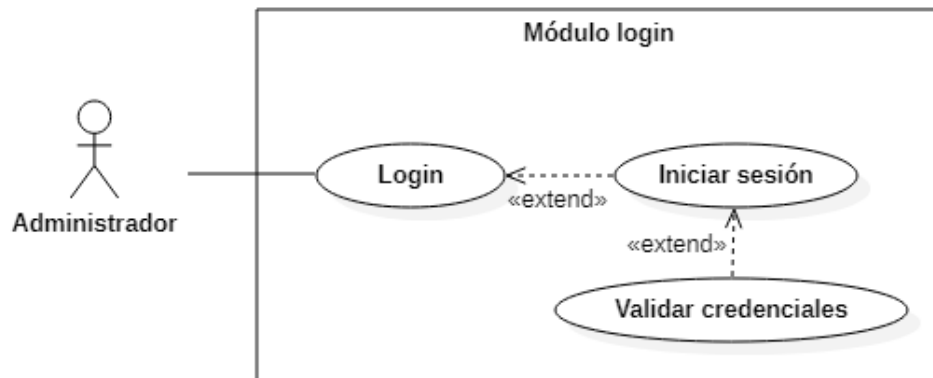 Módulo login
Login
Iniciar sesión
«extend»
Administrador
«extend»
Validar credenciales